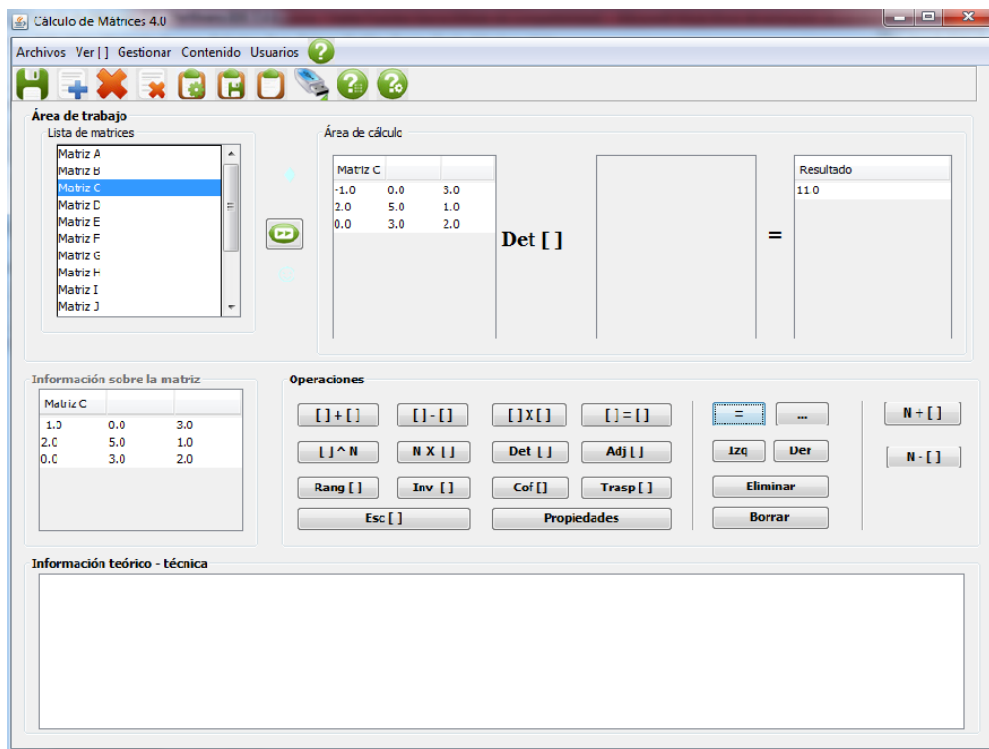 Cálculo de Mátrices 4.0
Archivos Ver [ ] Gestionar Contenido Usuarios ?
Área de trabajo
Lista de matrices
Matriz A
Matriz B
Matriz C
Matriz D
Matriz E
Matriz F
Matriz G
Matriz H
Matriz I
Matriz J
Área de cálculo
Matriz C
-1.0 0.0 3.0
2.0 5.0 1.0
0.0 3.0 2.0
Det [ ]
=
Resultado
11.0
Información sobre la matriz
Matriz C
-1.0 0.0 3.0
2.0 5.0 1.0
0.0 3.0 2.0
Operaciones
[ ] + [ ] [ ] - [ ] [ ] X [ ] [ ] = [ ] = ... N + [ ]
[ ] ^ N N X [ ] Det [ ] Adj [ ] Izq Der N - [ ]
Rang [ ] Inv [ ] Cof [ ] Trasp [ ] Eliminar
Esc [ ] Propiedades Borrar
Información teórico - técnica